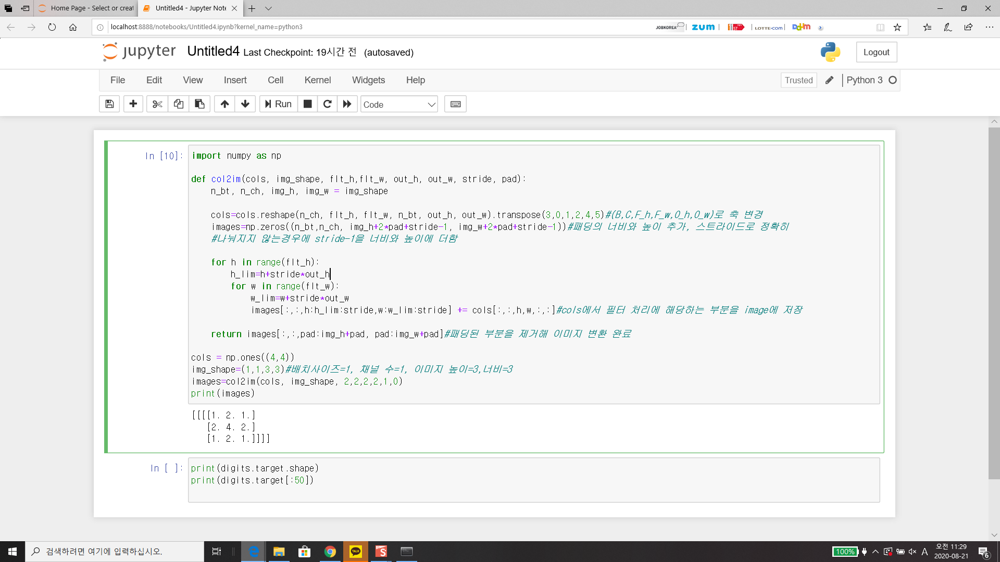 Home Page - Select or creat
Untitled4 - Jupyter Note
localhost:8888/notebooks/Untitled4.ipynb?kernel_name=python3
JOBKOREA
zum
11ST
LOTTE.COM
Daum
jupyter Untitled4 Last Checkpoint: 19시간 전 (autosaved)
Logout
File Edit View Insert Cell Kernel Widgets Help
Trusted
Python 3
Run
Code
In [10]:
import numpy as np
def col2im(cols, img_shape, flt_h,flt_w, out_h, out_w, stride, pad):
n_bt, n_ch, img_h, img_w = img_shape
cols=cols.reshape(n_ch, flt_h, flt_w, n_bt, out_h, out_w).transpose(3,0,1,2,4,5)#(B,C,F_h,F_w,O_h,O_w)로 축 변경
images=np.zeros((n_bt,n_ch, img_h+2*pad+stride-1, img_w+2*pad+stride-1))#패딩의 너비와 높이 추가, 스트라이드로 정확히
#나눠지지 않는경우에 stride-1을 너비와 높이에 더함
for h in range(flt_h):
h_lim=h+stride*out_h
for w in range(flt_w):
w_lim=w+stride*out_w
images[:,:,h:h_lim:stride,w:w_lim:stride] += cols[:,:,h,w,:,:]#cols에서 필터 처리에 해당하는 부분을 image에 저장
return images[:,:,pad:img_h+pad, pad:img_w+pad]#패딩된 부분을 제거해 이미지 변환 완료
cols = np.ones((4,4))
img_shape=(1,1,3,3)#배치사이즈=1, 채널 수=1, 이미지 높이=3,너비=3
images=col2im(cols, img_shape, 2,2,2,2,1,0)
print(images)
[[[[1. 2. 1.]
[2. 4. 2.]
[1. 2. 1.]]]]
In [ ]:
print(digits.target.shape)
print(digits.target[:50])
검색하려면 여기에 입력하십시오.
TALK
S
100%
A
오전 11:29
2020-08-21
6